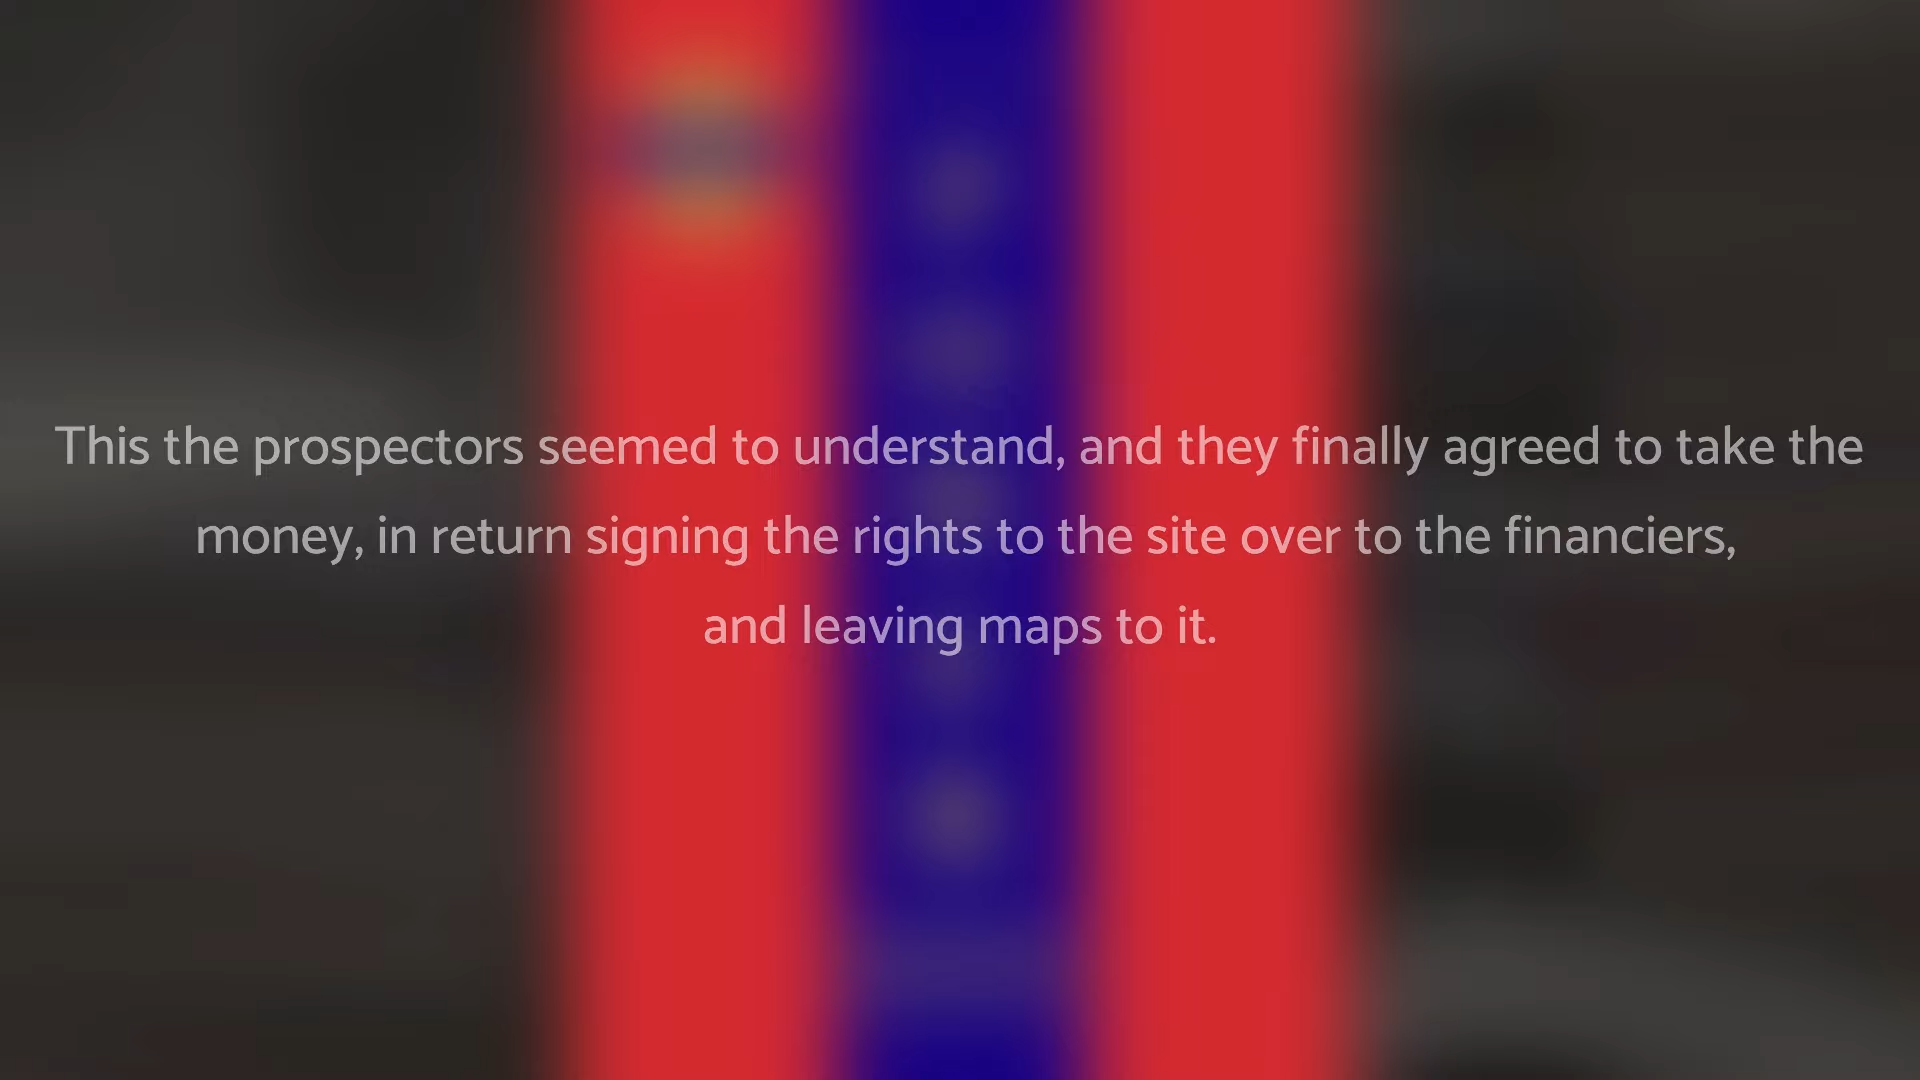 This the prospectors seemed to understand, and they finally agreed to take the
money, in return signing the rights to the site over to the financiers,
and leaving maps to it.